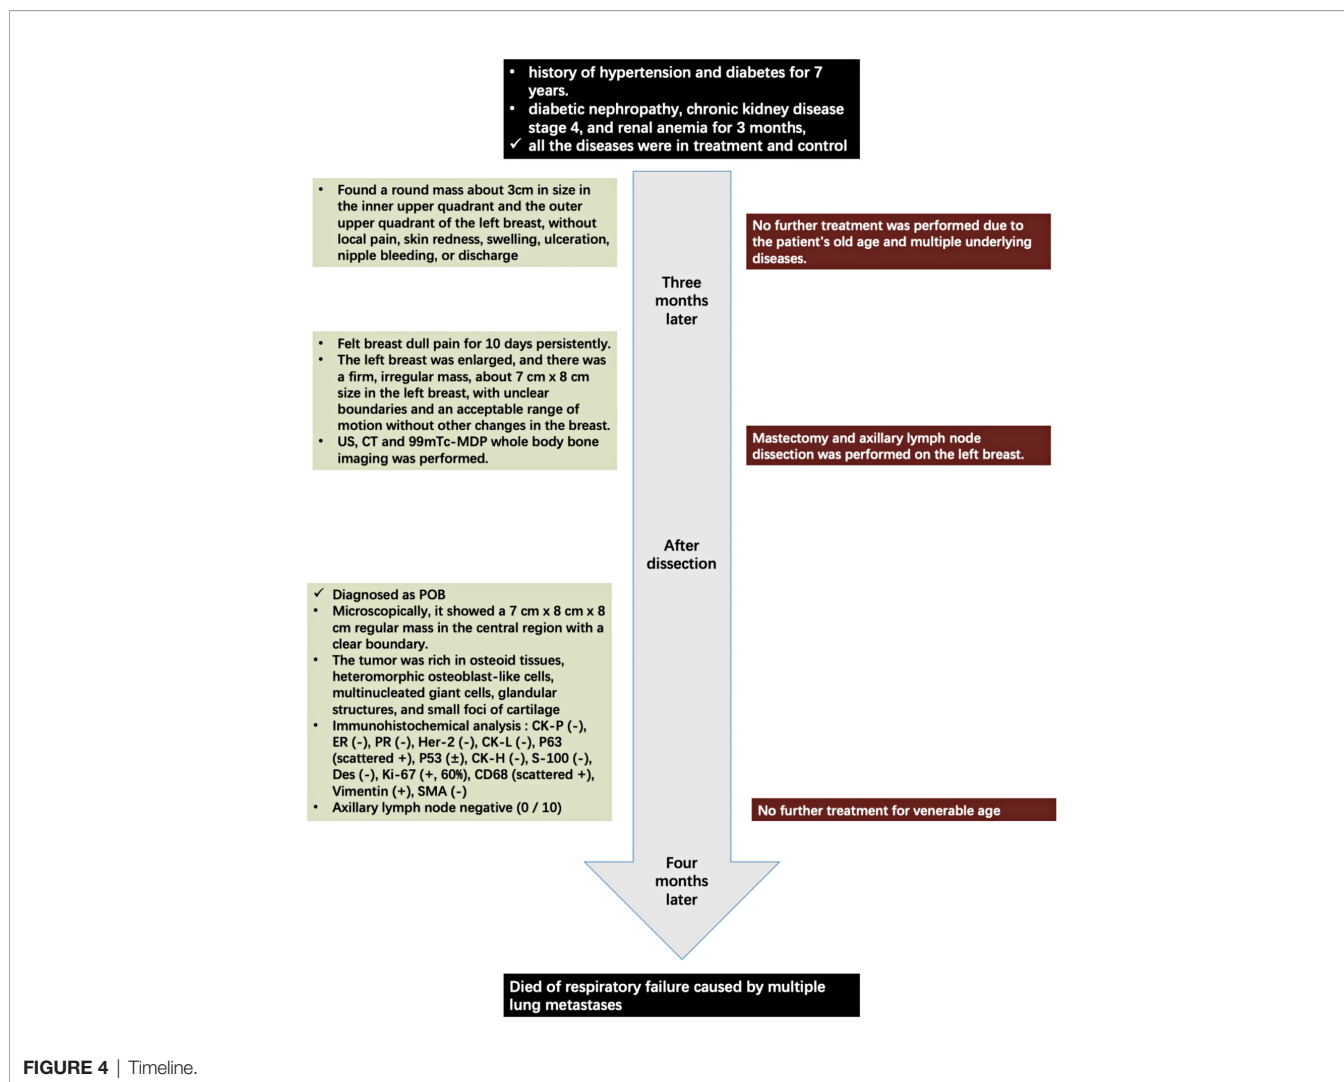 • history of hypertension and diabetes for 7
years.
• diabetic nephropathy, chronic kidney disease
stage 4, and renal anemia for 3 months,
✓ all the diseases were in treatment and control
• Found a round mass about 3cm in size in
the inner upper quadrant and the outer
upper quadrant of the left breast, without
local pain, skin redness, swelling, ulceration,
nipple bleeding, or discharge
No further treatment was performed due to
the patient's old age and multiple underlying
diseases.
Three
months
later
• Felt breast dull pain for 10 days persistently.
• The left breast was enlarged, and there was
a firm, irregular mass, about 7 cm x 8 cm
size in the left breast, with unclear
boundaries and an acceptable range of
motion without other changes in the breast.
• US, CT and 99mTc-MDP whole body bone
imaging was performed.
Mastectomy and axillary lymph node
dissection was performed on the left breast.
After
dissection
✓ Diagnosed as POB
• Microscopically, it showed a 7 cm x 8 cm x 8
cm regular mass in the central region with a
clear boundary.
• The tumor was rich in osteoid tissues,
heteromorphic osteoblast-like cells,
multinucleated giant cells, glandular
structures, and small foci of cartilage
• Immunohistochemical analysis : CK-P (-),
ER (-), PR (-), Her-2 (-), CK-L (-), P63
(scattered +), P53 (±), CK-H (-), S-100 (-),
Des (-), Ki-67 (+, 60%), CD68 (scattered +),
Vimentin (+), SMA (-)
• Axillary lymph node negative (0 / 10)
No further treatment for venerable age
Four
months
later
Died of respiratory failure caused by multiple
lung metastases
FIGURE 4 | Timeline.